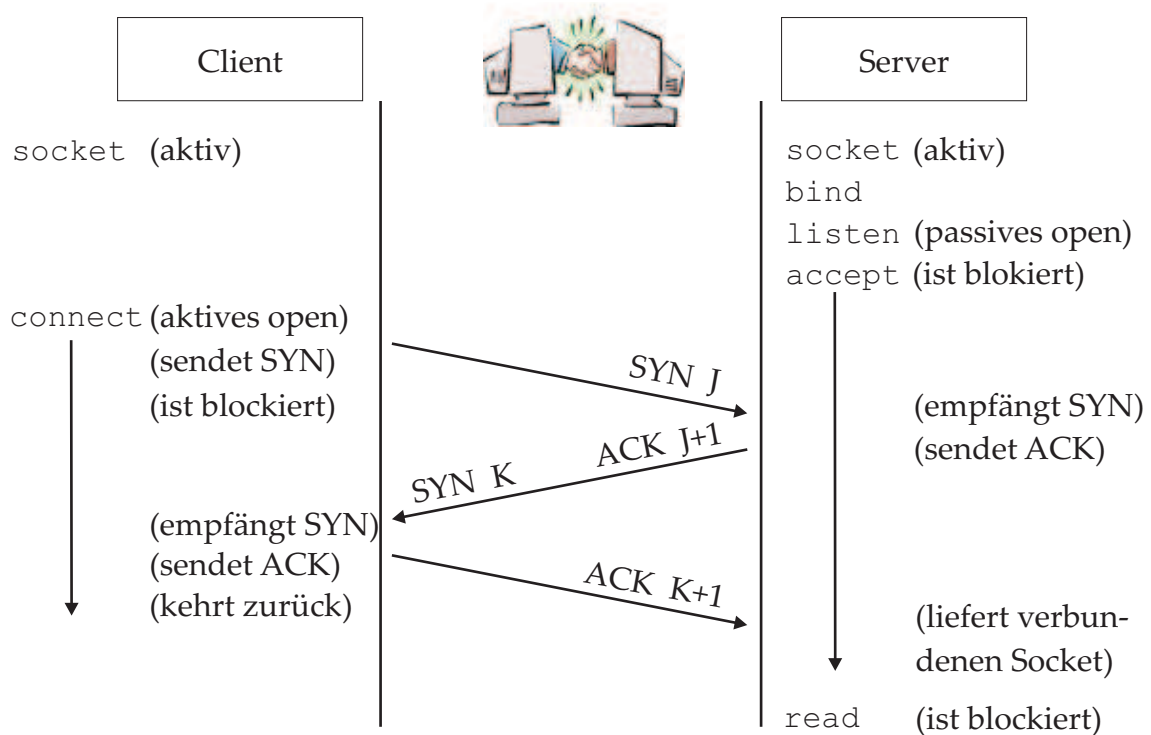 Client
Server
socket (aktiv)
socket (aktiv)
bind
listen (passives open)
accept (ist blokiert)
connect (aktives open)
(sendet SYN)
(ist blockiert)
SYN J
(empfängt SYN)
(sendet ACK)
ACK J+1
SYN K
(empfängt SYN)
(sendet ACK)
(kehrt zurück)
ACK K+1
(liefert verbun-
denen Socket)
read (ist blockiert)